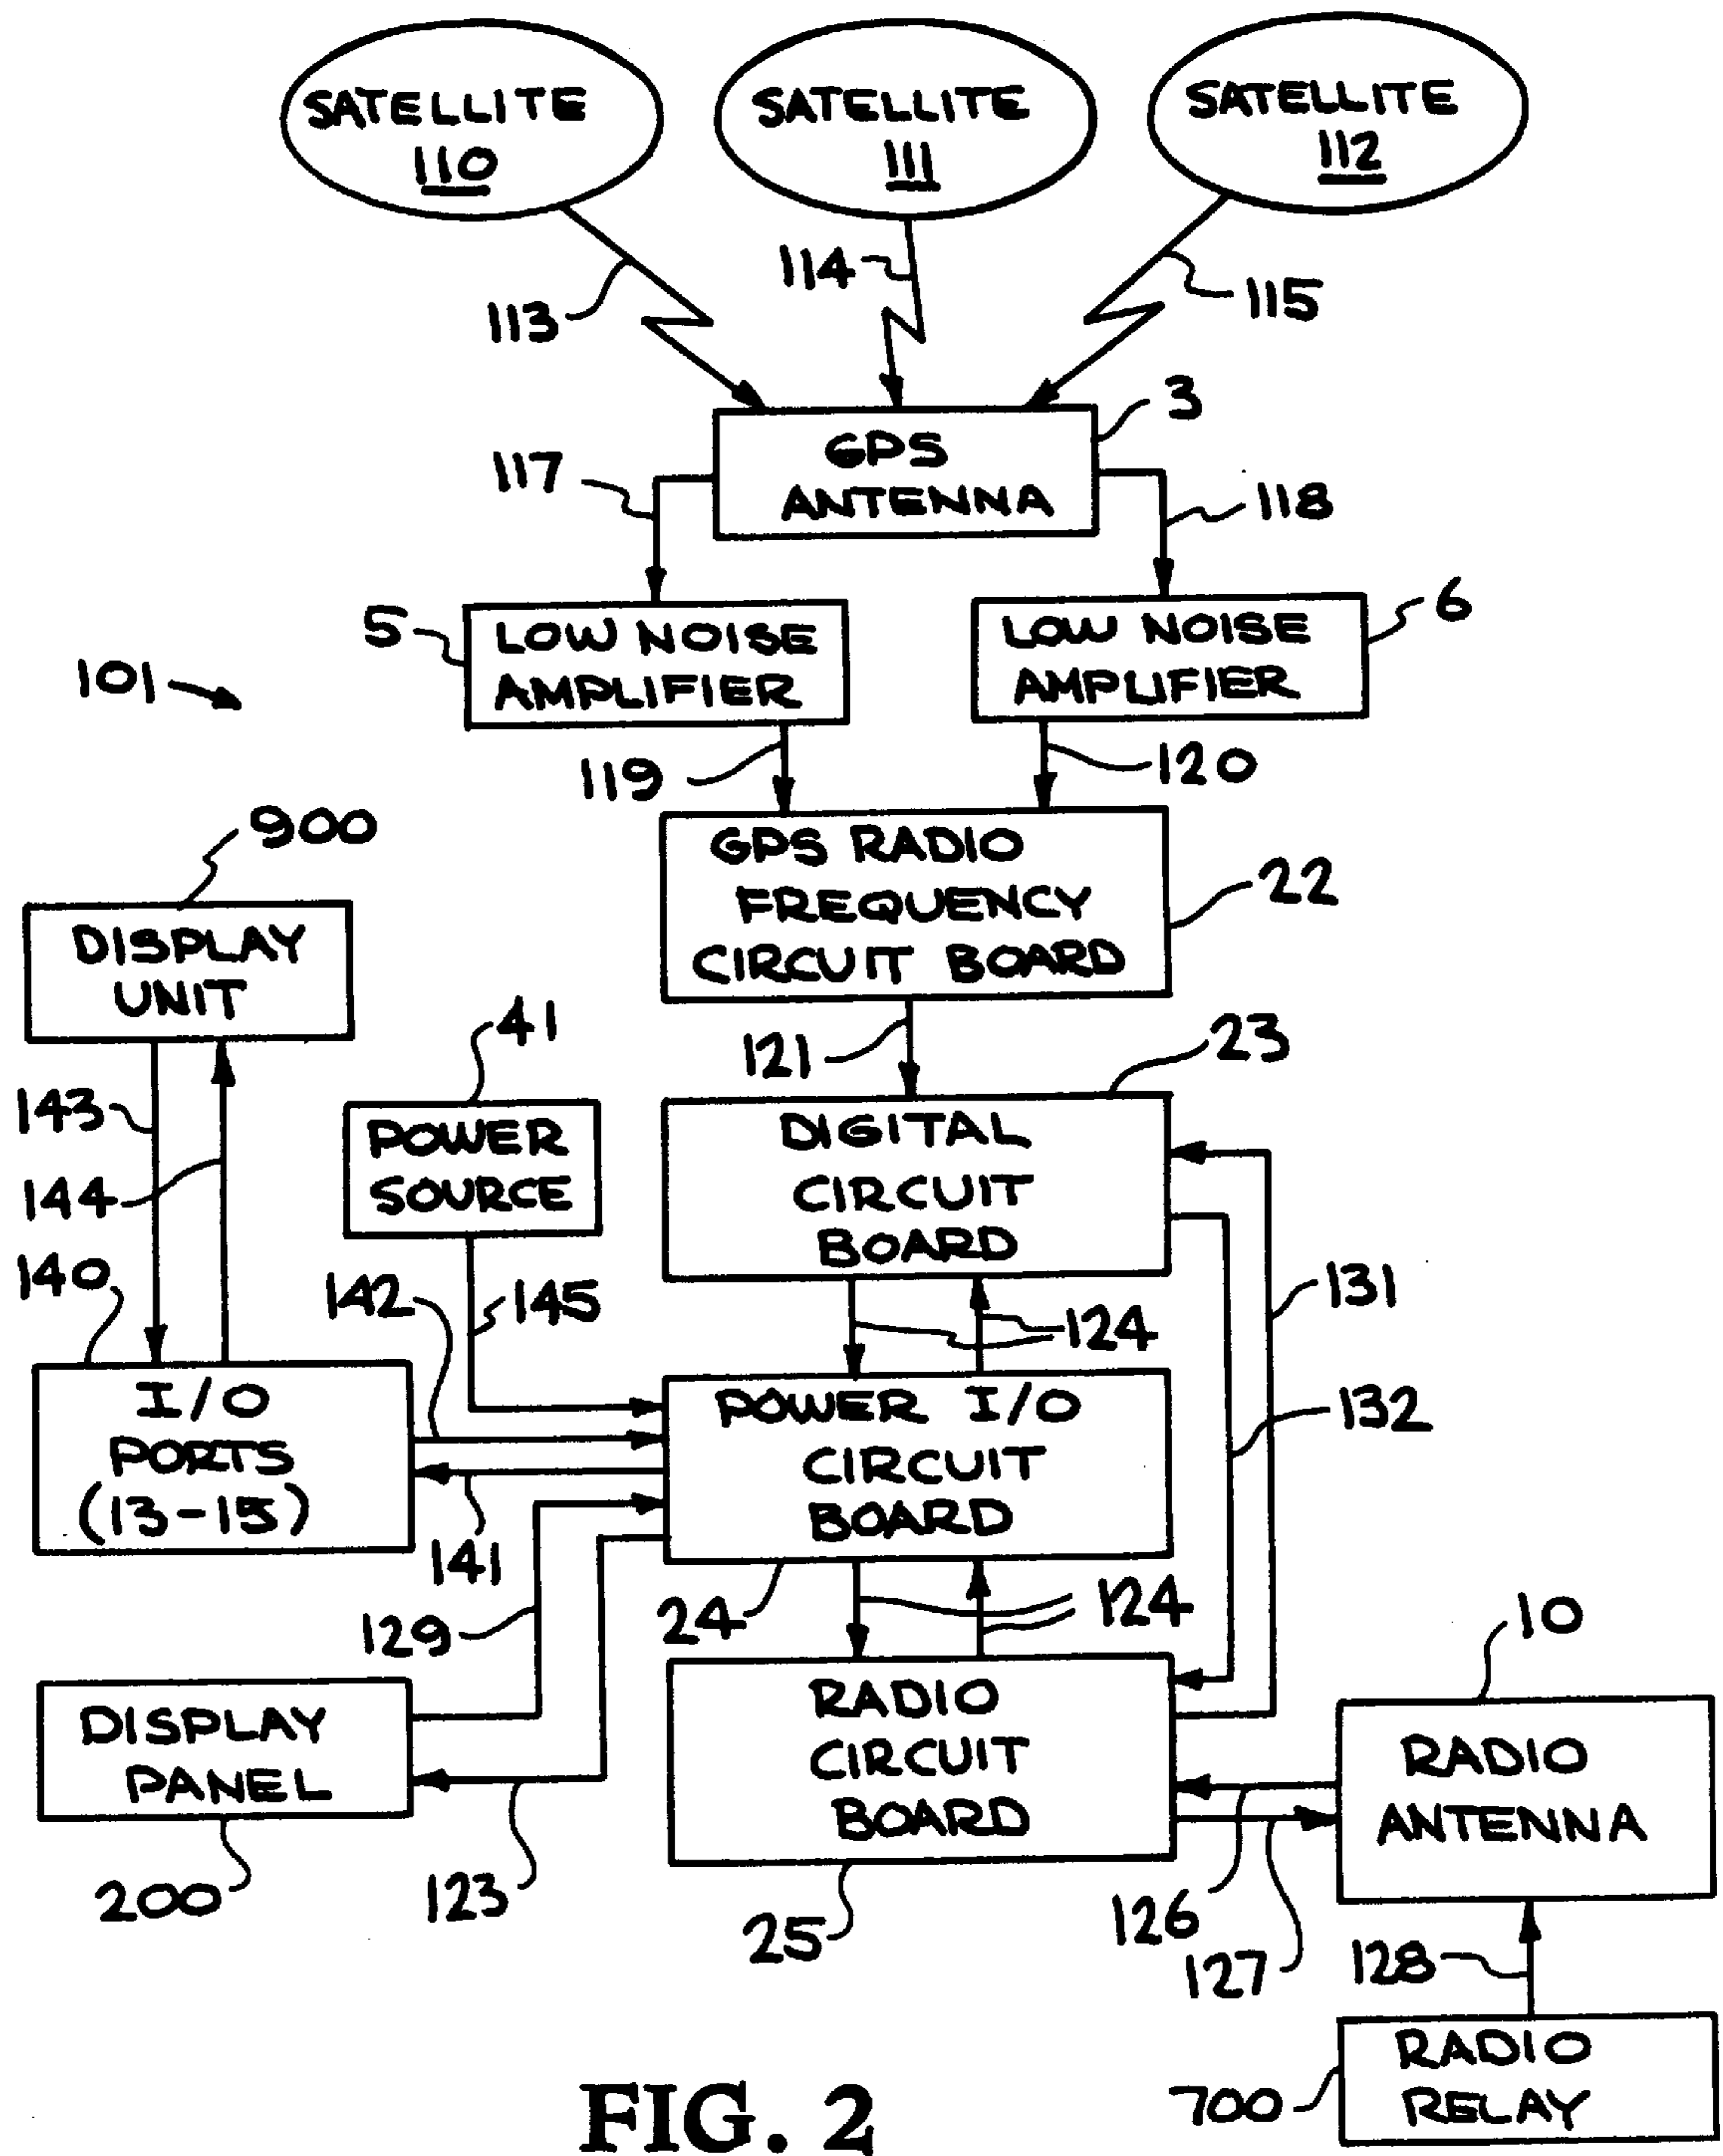 SATELLITE
110
SATELLITE
111
SATELLITE
112
113
114
115
3
GPS
ANTENNA
117
118
5
LOW NOISE
AMPLIFIER
LOW NOISE
AMPLIFIER
6
101
119
120
900
GPS RADIO
FREQUENCY
CIRCUIT BOARD
22
DISPLAY
UNIT
41
121
23
143
POWER
SOURCE
DIGITAL
CIRCUIT
BOARD
144
140
142
145
124
131
I/O
PORTS
(13-15)
POWER I/O
CIRCUIT
BOARD
132
141
129
24
124
10
DISPLAY
PANEL
RADIO
CIRCUIT
BOARD
RADIO
ANTENNA
200
123
25
126
127
128
700
RADIO
RELAY
FIG. 2